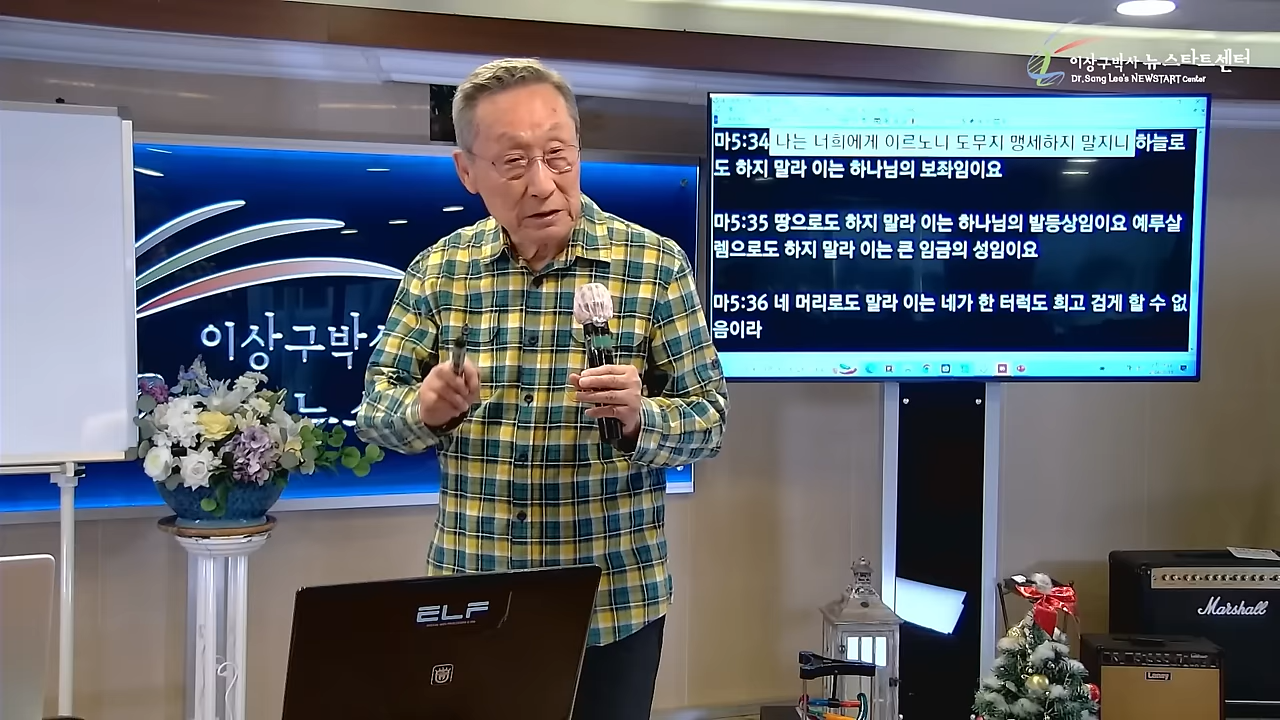 이상구박사 뉴스타트센터
Dr. Sang Lee's NEWSTART Center
마5:34 나는 너희에게 이르노니 도무지 맹세하지 말지니 하늘로
도 하지 말라 이는 하나님의 보좌임이요
마5:35 땅으로도 하지 말라 이는 하나님의 발등상임이요 예루살
렘으로도 하지 말라 이는 큰 임금의 성임이요
마5:36 네 머리로도 말라 이는 네가 한 터럭도 희고 검게 할 수 없
음이라
이상구박사
ELF
Marshall
Laney